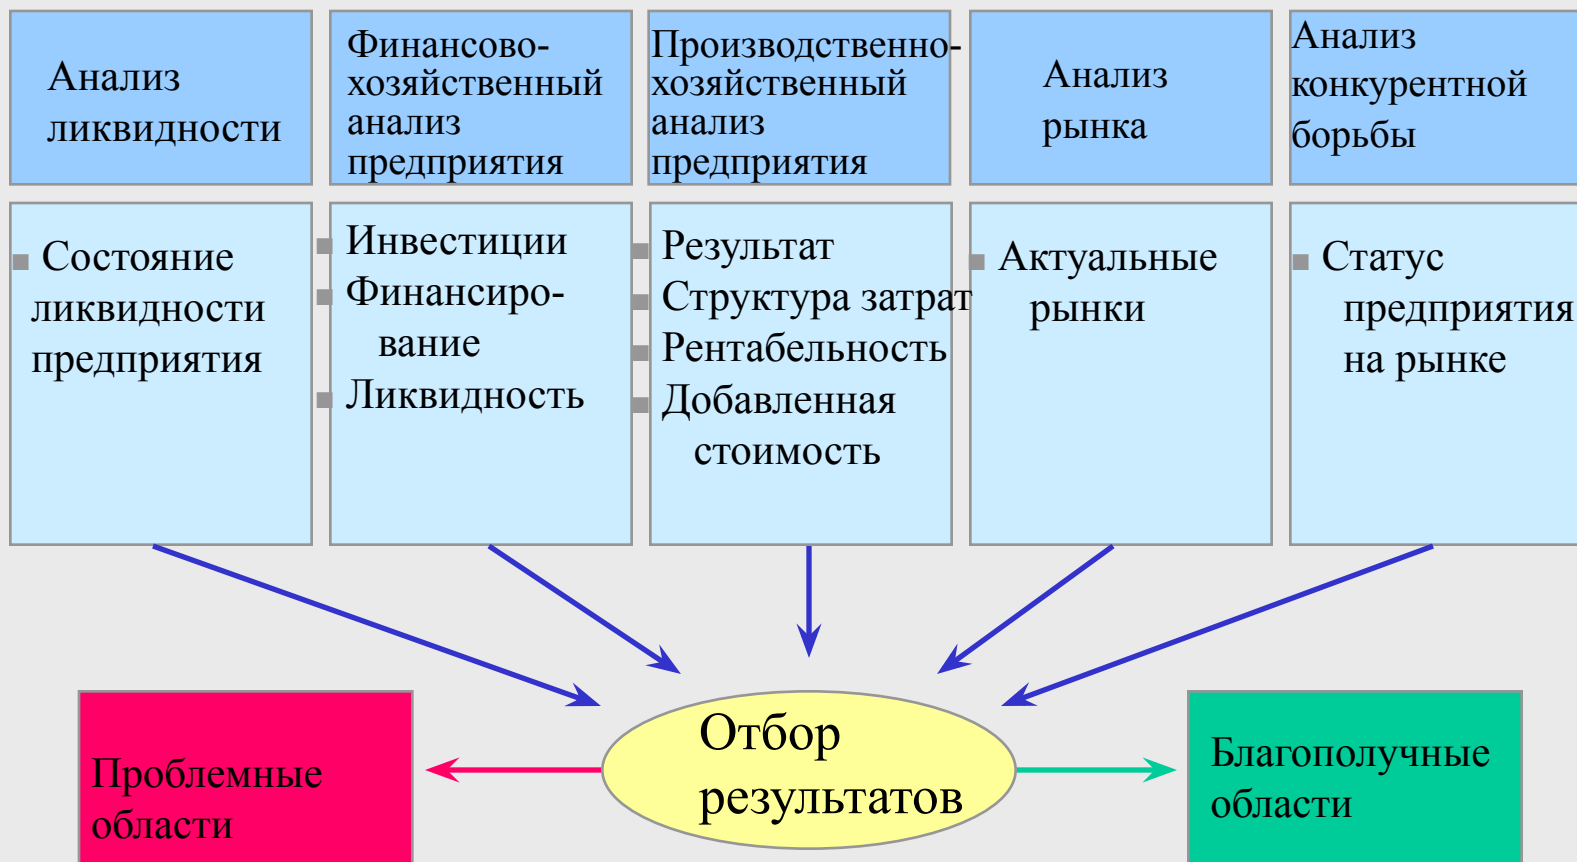 Анализ
ликвидности
Финансово-
хозяйственный
анализ
предприятия
Производственно-
хозяйственный
анализ
предприятия
Анализ
рынка
Анализ
конкурентной
борьбы
Состояние
ликвидности
предприятия
Инвестиции
Финансиро-
вание
Ликвидность
Результат
Структура затрат
Рентабельность
Добавленная
стоимость
Актуальные
рынки
Статус
предприятия
на рынке
Проблемные
области
Отбор
результатов
Благополучные
области